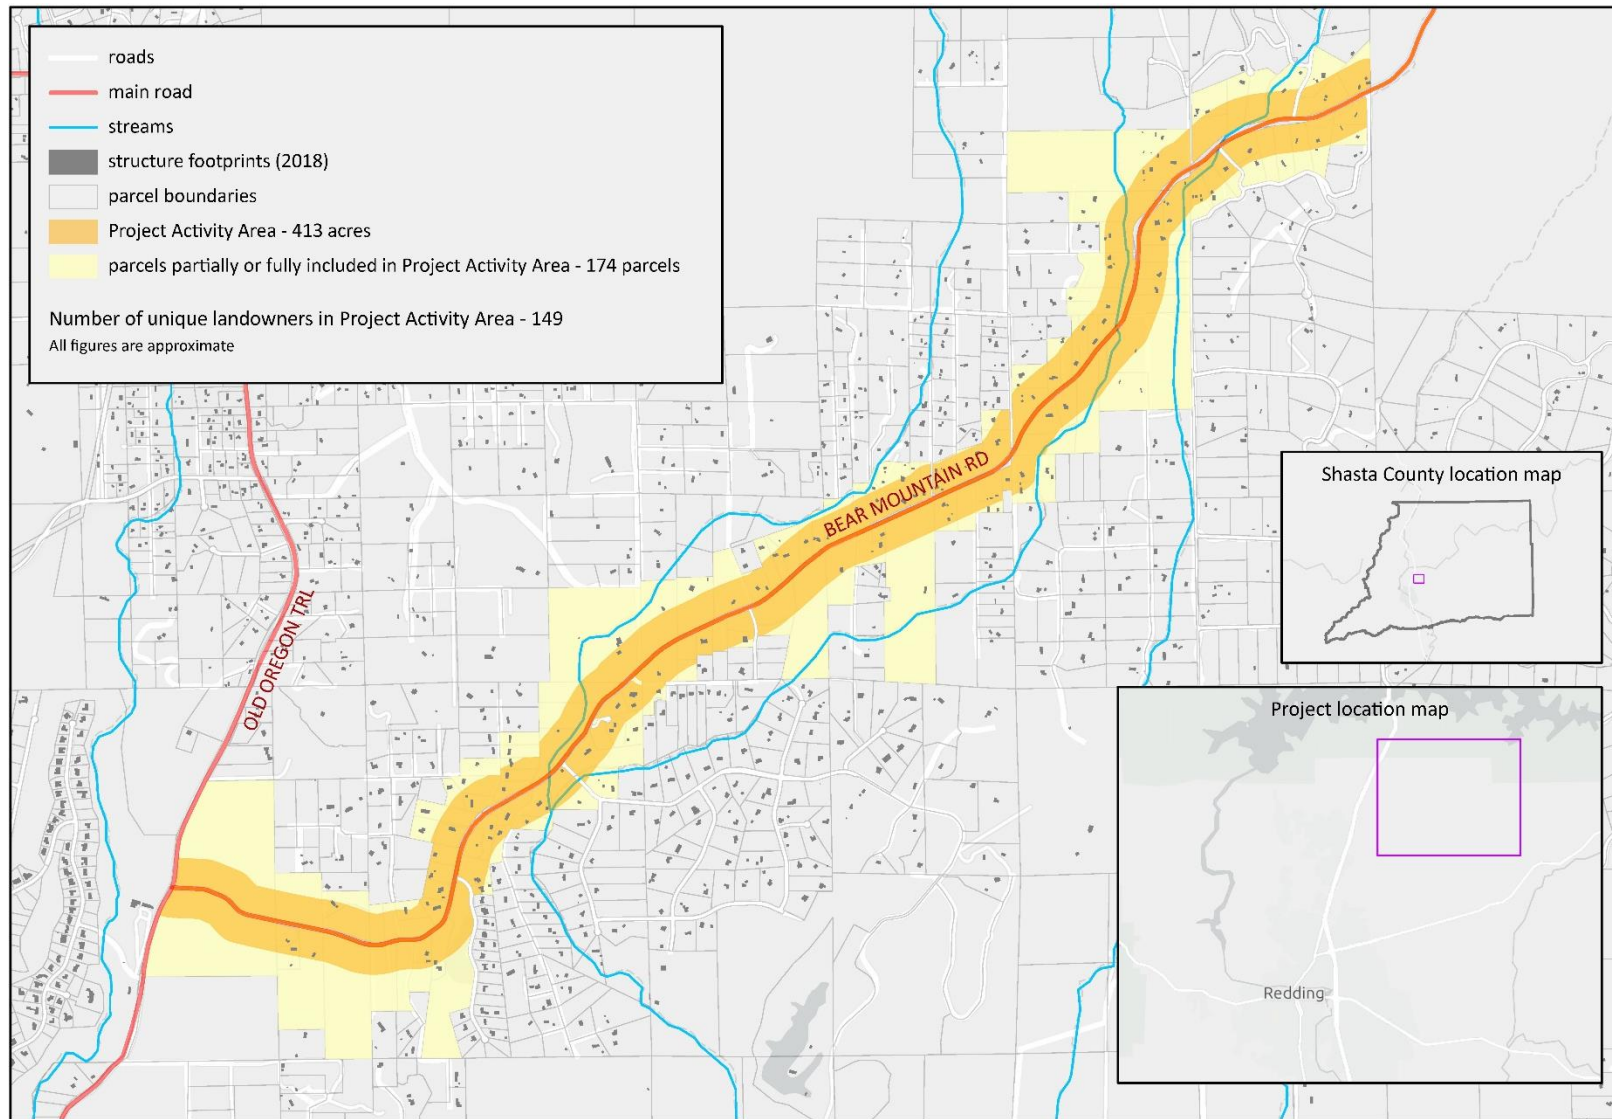 roads
main road
streams
structure footprints (2018)
parcel boundaries
Project Activity Area - 413 acres
parcels partially or fully included in Project Activity Area - 174 parcels
Number of unique landowners in Project Activity Area - 149
All figures are approximate
BEAR MOUNTAIN RD
OLD OREGON TRL
Shasta County location map
Project location map
Redding